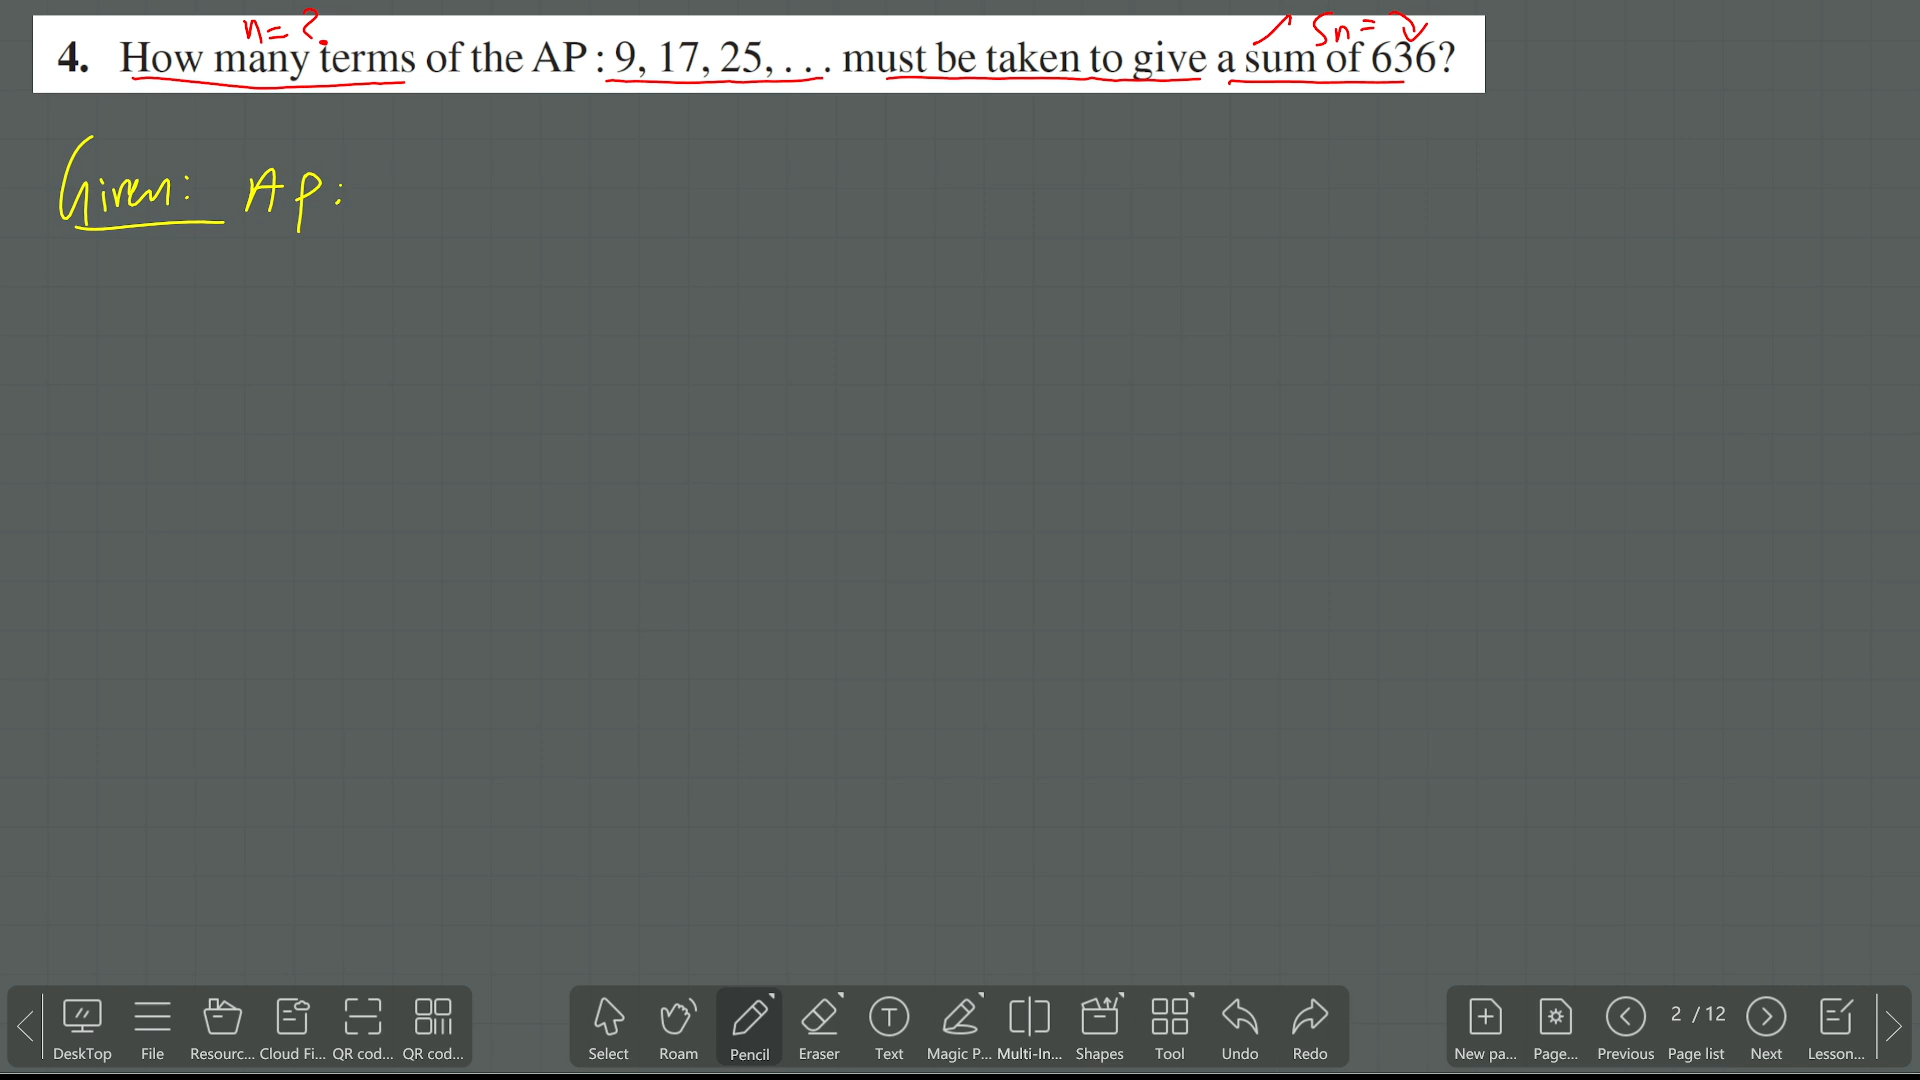 n = ? Sn =
4. How many terms of the AP : 9, 17, 25, . . . must be taken to give a sum of 636?
Given: AP:
DeskTop File Resourc... Cloud Fi... QR cod... QR cod... Select Roam Pencil Eraser Text Magic P... Multi-In... Shapes Tool Undo Redo New pa... Page... Previous 2 / 12 Page list Next Lesson...